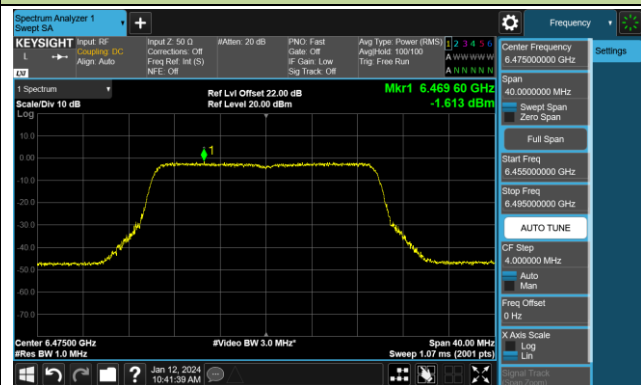 Spectrum Analyzer 1
Swept SA
Frequency
KEYSIGHT
L
LXI
Input: RF
Coupling: DC
Align: Auto
Input Z: 50 Ω
Corrections: Off
Freq Ref: Int (S)
NFE: Off
#Atten: 20 dB
PNO: Fast
Gate: Off
IF Gain: Low
Sig Track: Off
Avg Type: Power (RMS)
Avg|Hold: 100/100
Trig: Free Run
1 2 3 4 5 6
A W W W W W
A N N N N N
Center Frequency
6.475000000 GHz
Settings
Span
40.0000000 MHz
Swept Span
Zero Span
Full Span
Start Freq
6.455000000 GHz
Stop Freq
6.495000000 GHz
AUTO TUNE
CF Step
4.000000 MHz
Auto
Man
Freq Offset
0 Hz
X Axis Scale
Log
Lin
Signal Track
(Span Zoom)
1 Spectrum
Scale/Div 10 dB
Log
Ref Lvl Offset 22.00 dB
Ref Level 20.00 dBm
Mkr1 6.469 60 GHz
-1.613 dBm
1
10.0
0.00
-10.0
-20.0
-30.0
-40.0
-50.0
-60.0
-70.0
Center 6.47500 GHz
#Res BW 1.0 MHz
#Video BW 3.0 MHz*
Span 40.00 MHz
Sweep 1.07 ms (2001 pts)
Jan 12, 2024
10:41:39 AM